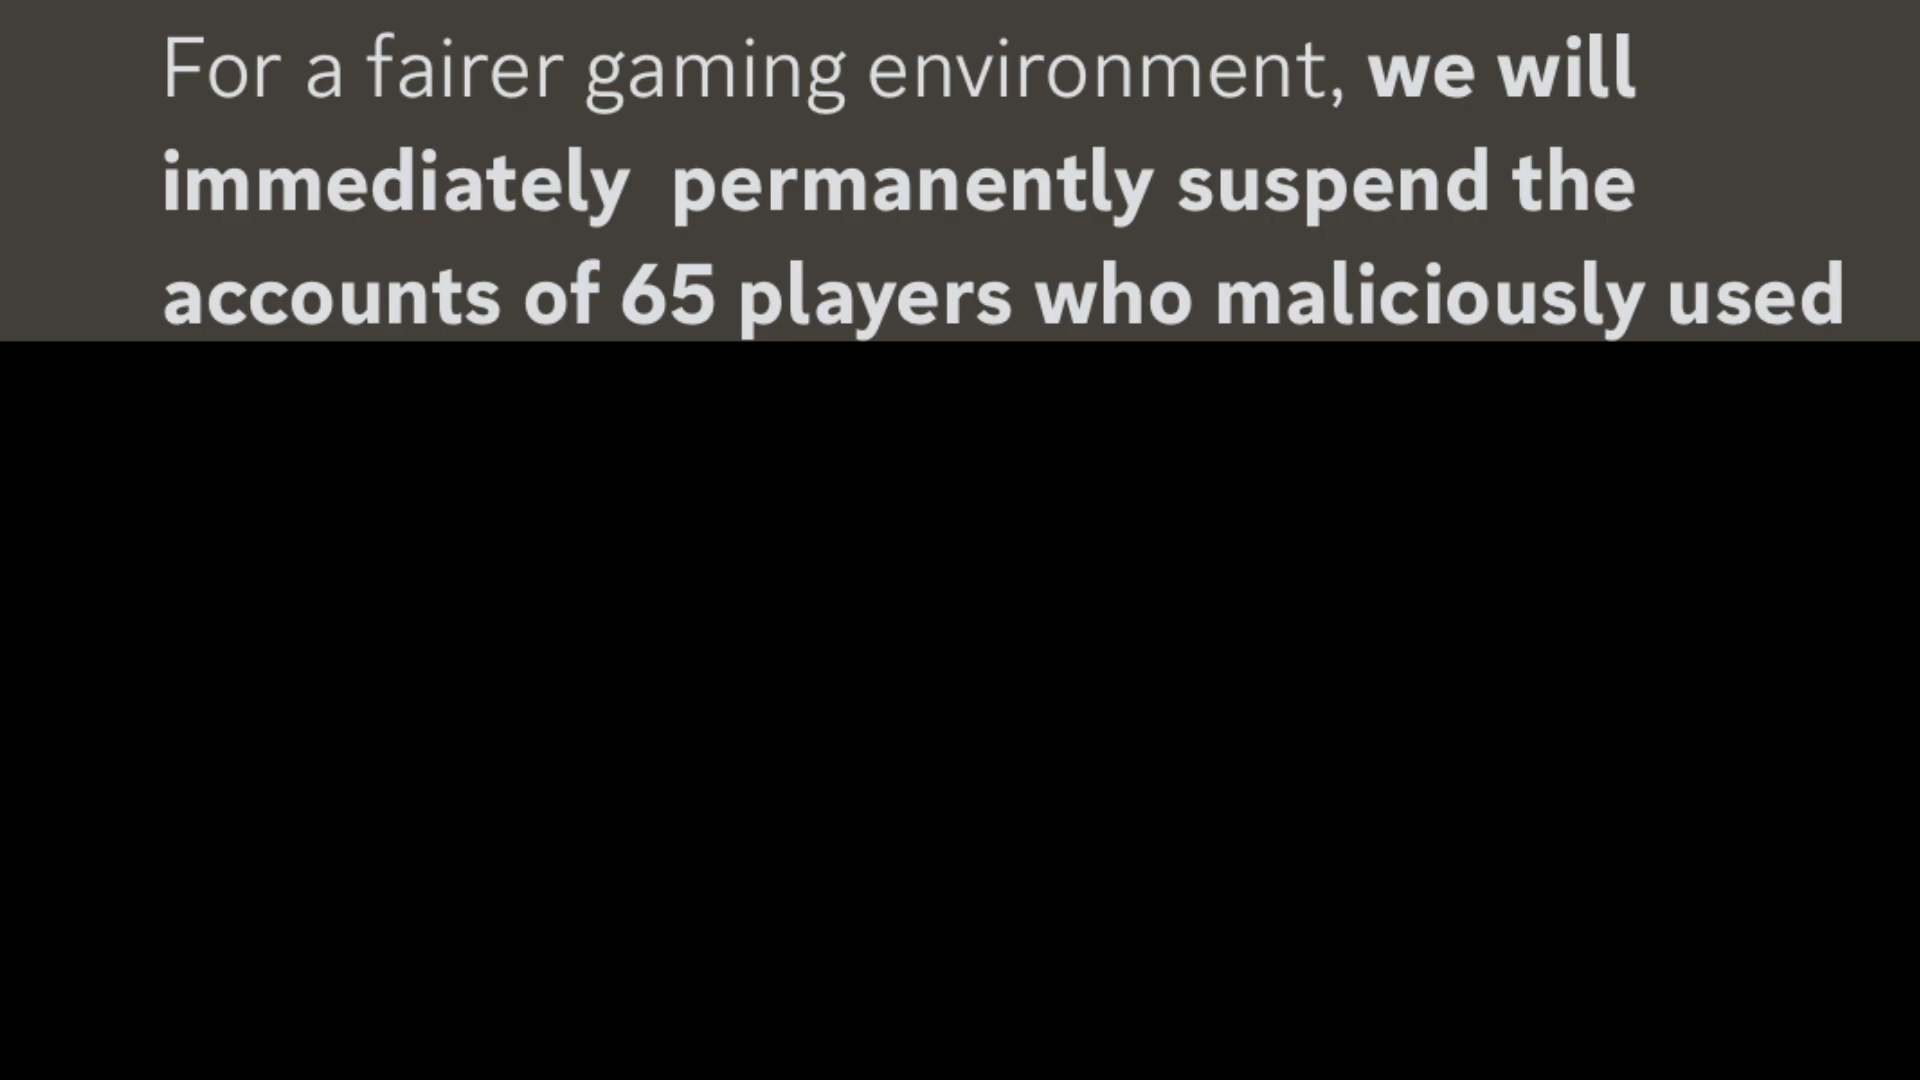 For a fairer gaming environment, we will
immediately  permanently suspend the
accounts of 65 players who maliciously used